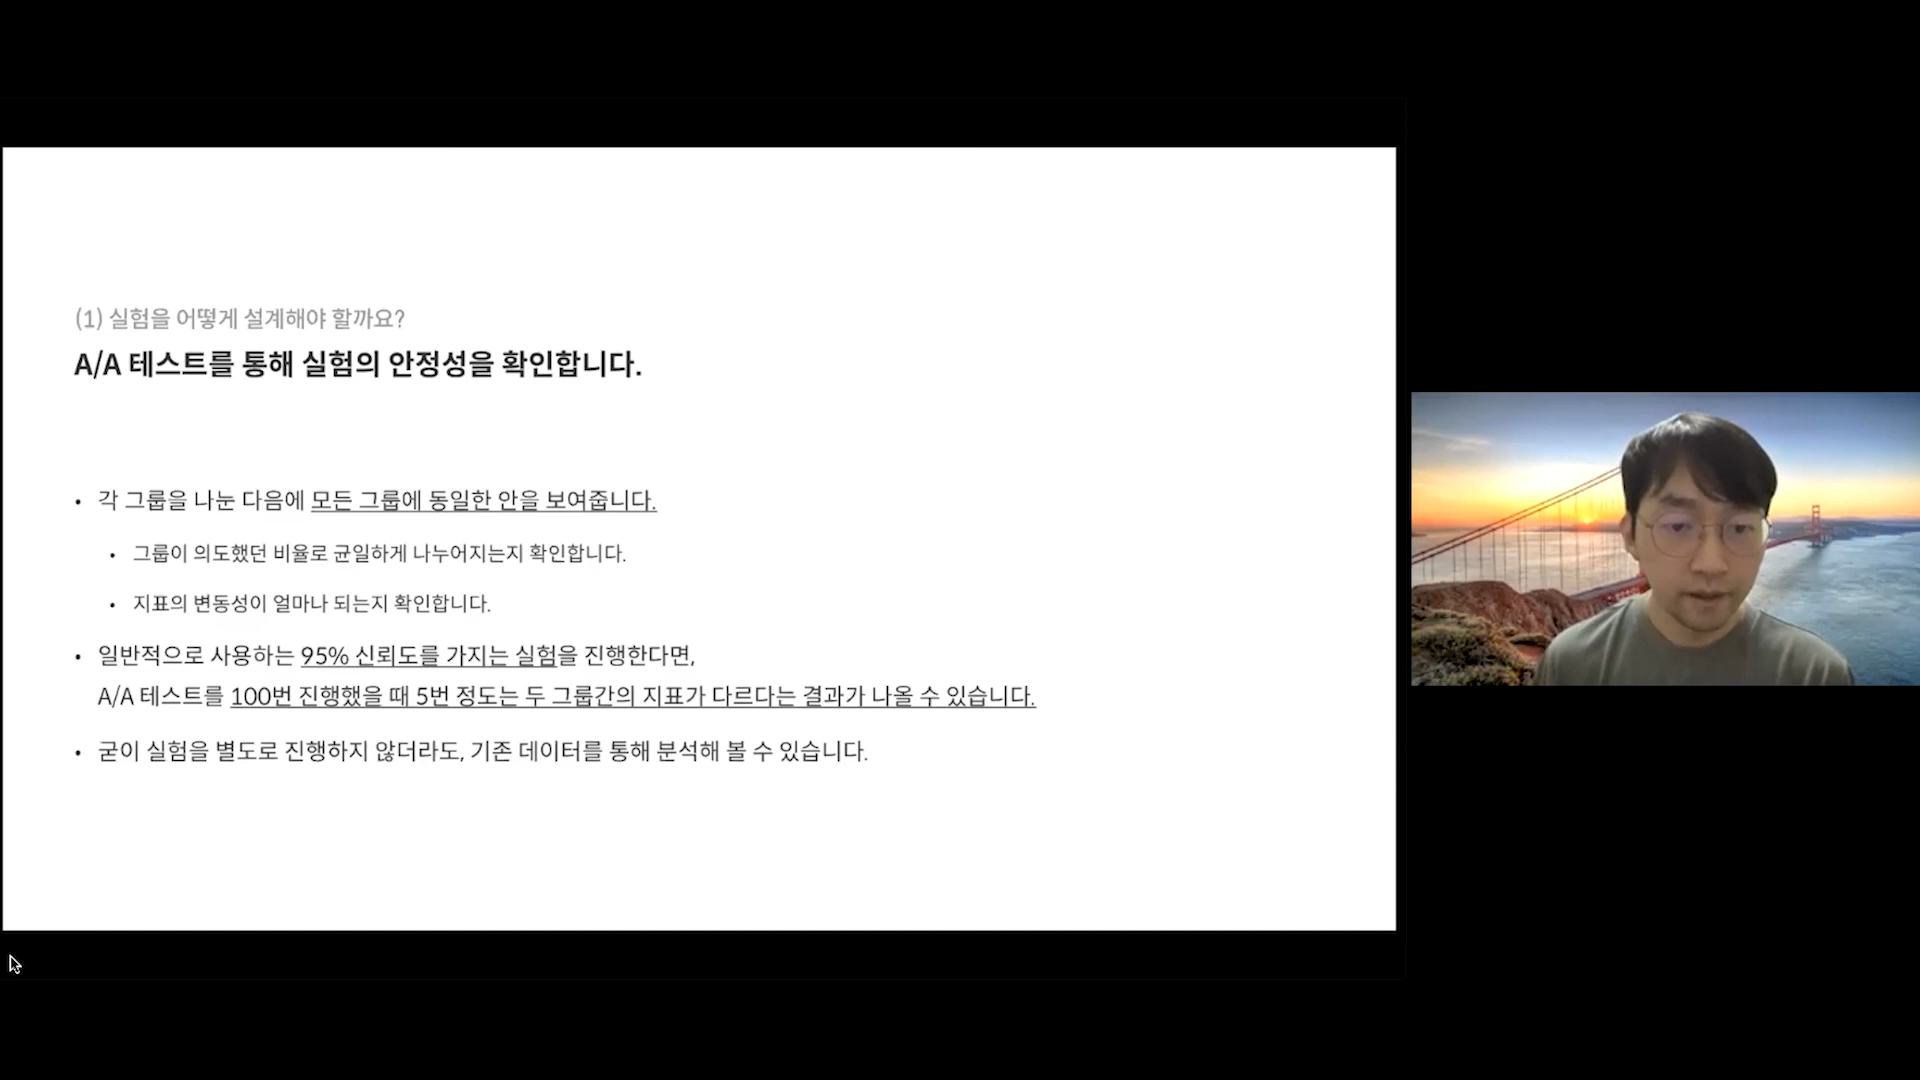 (1) 실험을 어떻게 설계해야 할까요?
A/A 테스트를 통해 실험의 안정성을 확인합니다.
• 각 그룹을 나눈 다음에 모든 그룹에 동일한 안을 보여줍니다.
• 그룹이 의도했던 비율로 균일하게 나누어지는지 확인합니다.
• 지표의 변동성이 얼마나 되는지 확인합니다.
• 일반적으로 사용하는 95% 신뢰도를 가지는 실험을 진행한다면,
A/A 테스트를 100번 진행했을 때 5번 정도는 두 그룹간의 지표가 다르다는 결과가 나올 수 있습니다.
• 굳이 실험을 별도로 진행하지 않더라도, 기존 데이터를 통해 분석해 볼 수 있습니다.